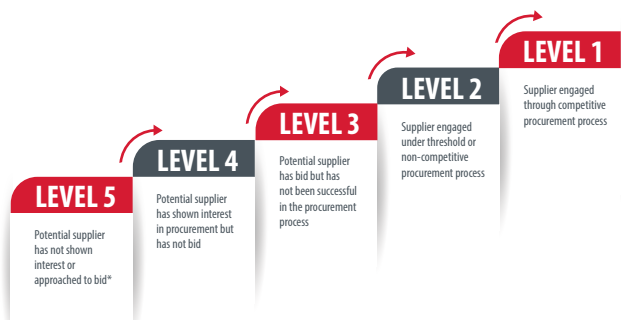 LEVEL 1
Supplier engaged
through competitive
procurement process
LEVEL 2
Supplier engaged
under threshold or
non-competitive
procurement process
LEVEL 3
Potential supplier
has bid but has
not been successful
in the procurement
process
LEVEL 4
Potential supplier
has shown interest
in procurement but
has not bid
LEVEL 5
Potential supplier
has not shown
interest or
approached to bid*